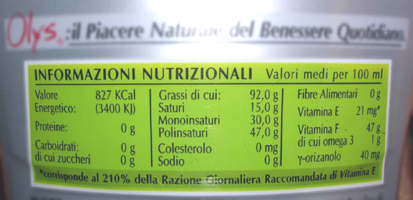 Olys. : il Piacere Naturale del Benessere Quotidiano.
INFORMAZIONI NUTRIZIONALI Valori medi per 100 ml
Valore 827 KCal
Energetico: (3400 KJ)
Proteine: 0 g
Carboidrati: 0 g
di cui zuccheri 0 g
Grassi di cui: 92,0 g
Saturi 15,0 g
Monoinsaturi 30,0 g
Polinsaturi 47,0 g
Colesterolo 0 mg
Sodio 0 g
Fibre Alimentari 0 g
Vitamina E 21 mg*
Vitamina F 47 g
di cui omega 3 1 g
γ-orizanolo 40 mg
*corrisponde al 210% della Razione Giornaliera Raccomandata di Vitamina E